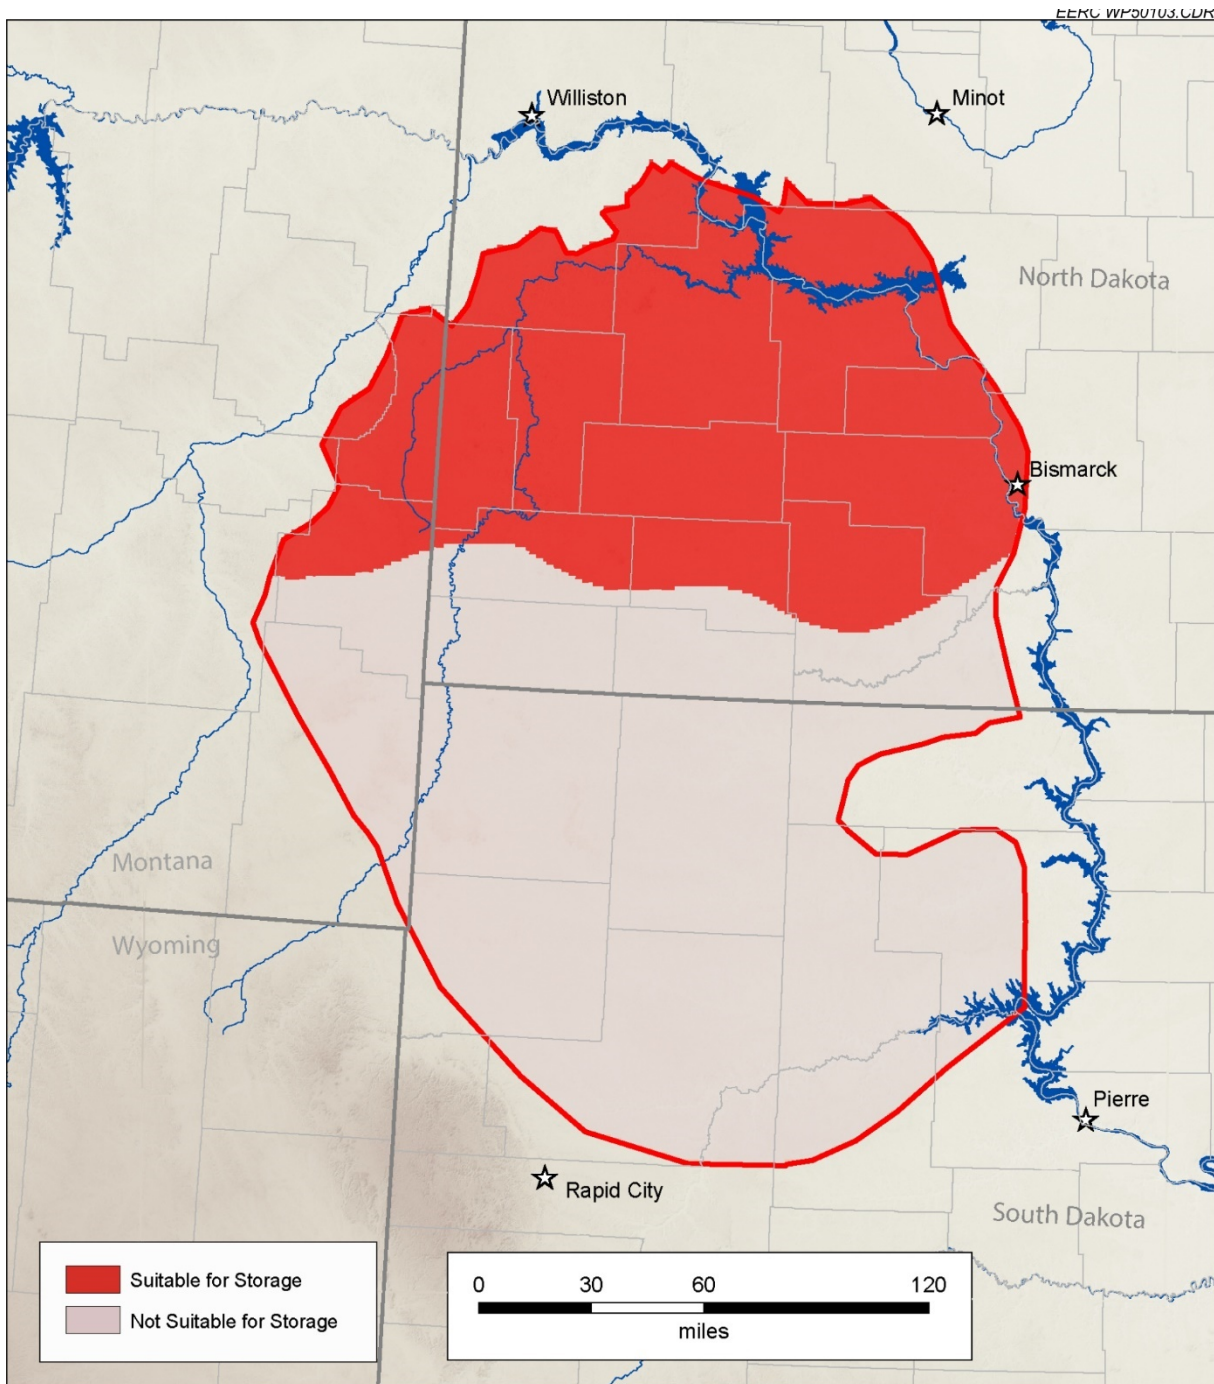 EERC WP50103.CDR
Williston
Minot
North Dakota
Bismarck
Montana
Wyoming
Pierre
Rapid City
South Dakota
Suitable for Storage
Not Suitable for Storage
0 30 60 120
miles